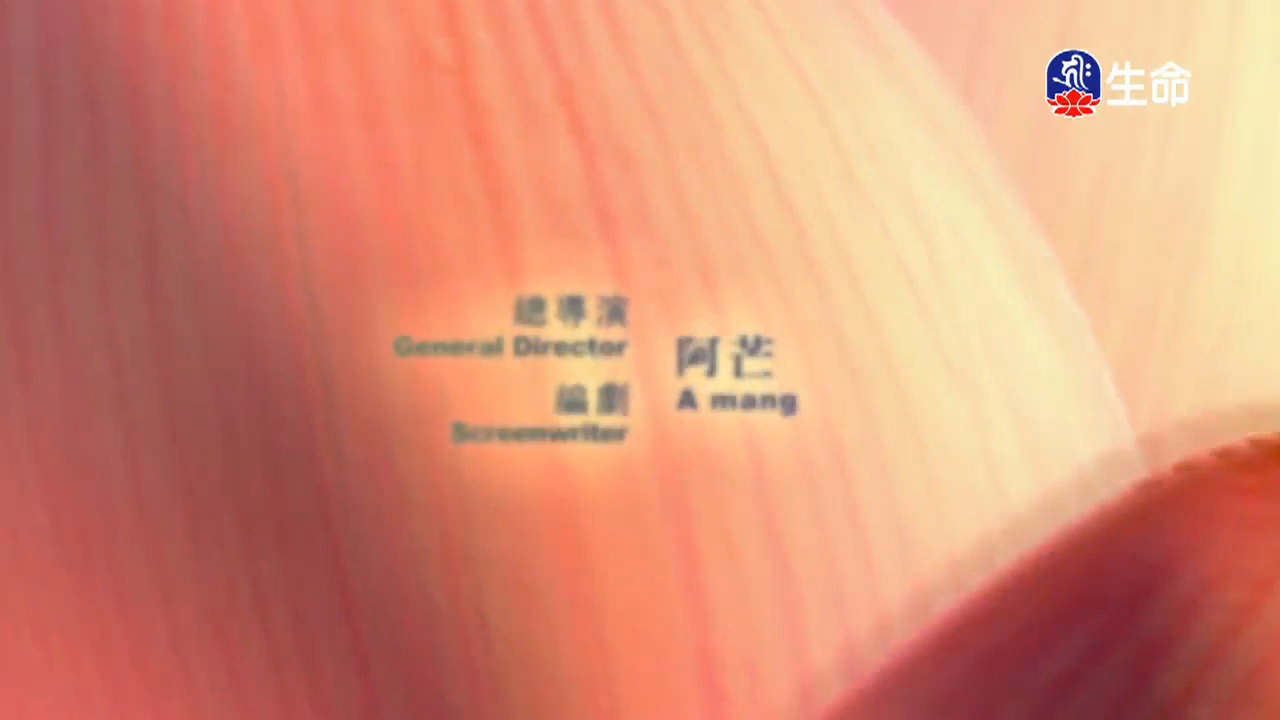 生命
總導演
General Director
編劇
Screenwriter
阿芒
A mang